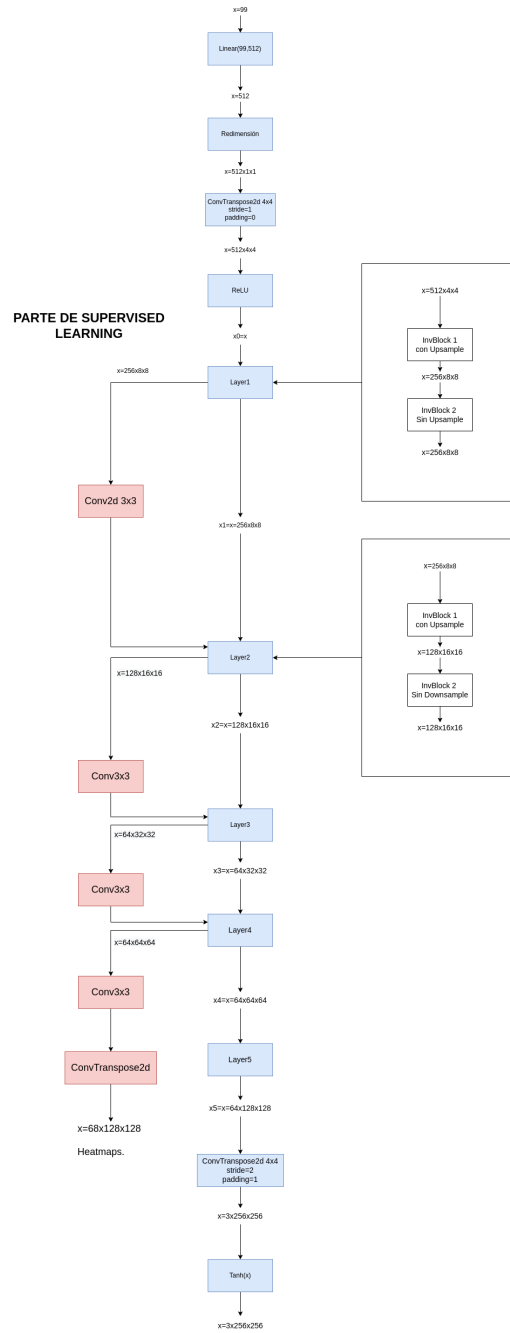 x=99
Linear(99,512)
x=512
Redimensión
x=512x1x1
ConvTranspose2d 4x4
stride=1
padding=0
x=512x4x4
ReLU
x0=x
PARTE DE SUPERVISED
LEARNING
x=256x8x8
Layer1
x=512x4x4
InvBlock 1
con Upsample
x=256x8x8
InvBlock 2
Sin Upsample
x=256x8x8
Conv2d 3x3
x1=x=256x8x8
Layer2
x=256x8x8
InvBlock 1
con Upsample
x=128x16x16
InvBlock 2
Sin Downsample
x=128x16x16
x=128x16x16
x2=x=128x16x16
Conv3x3
Layer3
x=64x32x32
x3=x=64x32x32
Conv3x3
Layer4
x=64x64x64
Conv3x3
x4=x=64x64x64
ConvTranspose2d
Layer5
x=68x128x128
Heatmaps.
x5=x=64x128x128
ConvTranspose2d 4x4
stride=2
padding=1
x=3x256x256
Tanh(x)
x=3x256x256